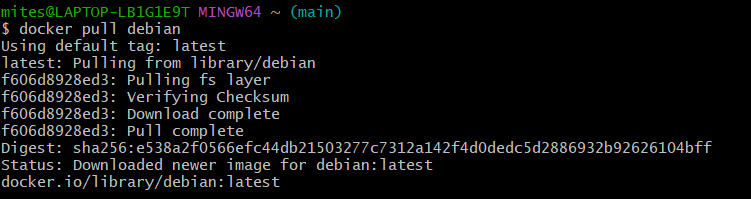 mites@LAPTOP-LB1G1E9T MINGW64 ~ (main)
$ docker pull debian
Using default tag: latest
latest: Pulling from library/debian
f606d8928ed3: Pulling fs layer
f606d8928ed3: Verifying Checksum
f606d8928ed3: Download complete
f606d8928ed3: Pull complete
Digest: sha256:e538a2f0566efc44db21503277c7312a142f4d0dedc5d2886932b92626104bff
Status: Downloaded newer image for debian:latest
docker.io/library/debian:latest